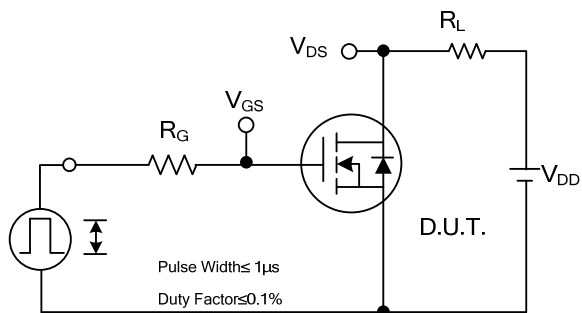 RL
VDS
VGS
RG
VDD
D.U.T.
Pulse Width≤ 1μs
Duty Factor≤0.1%